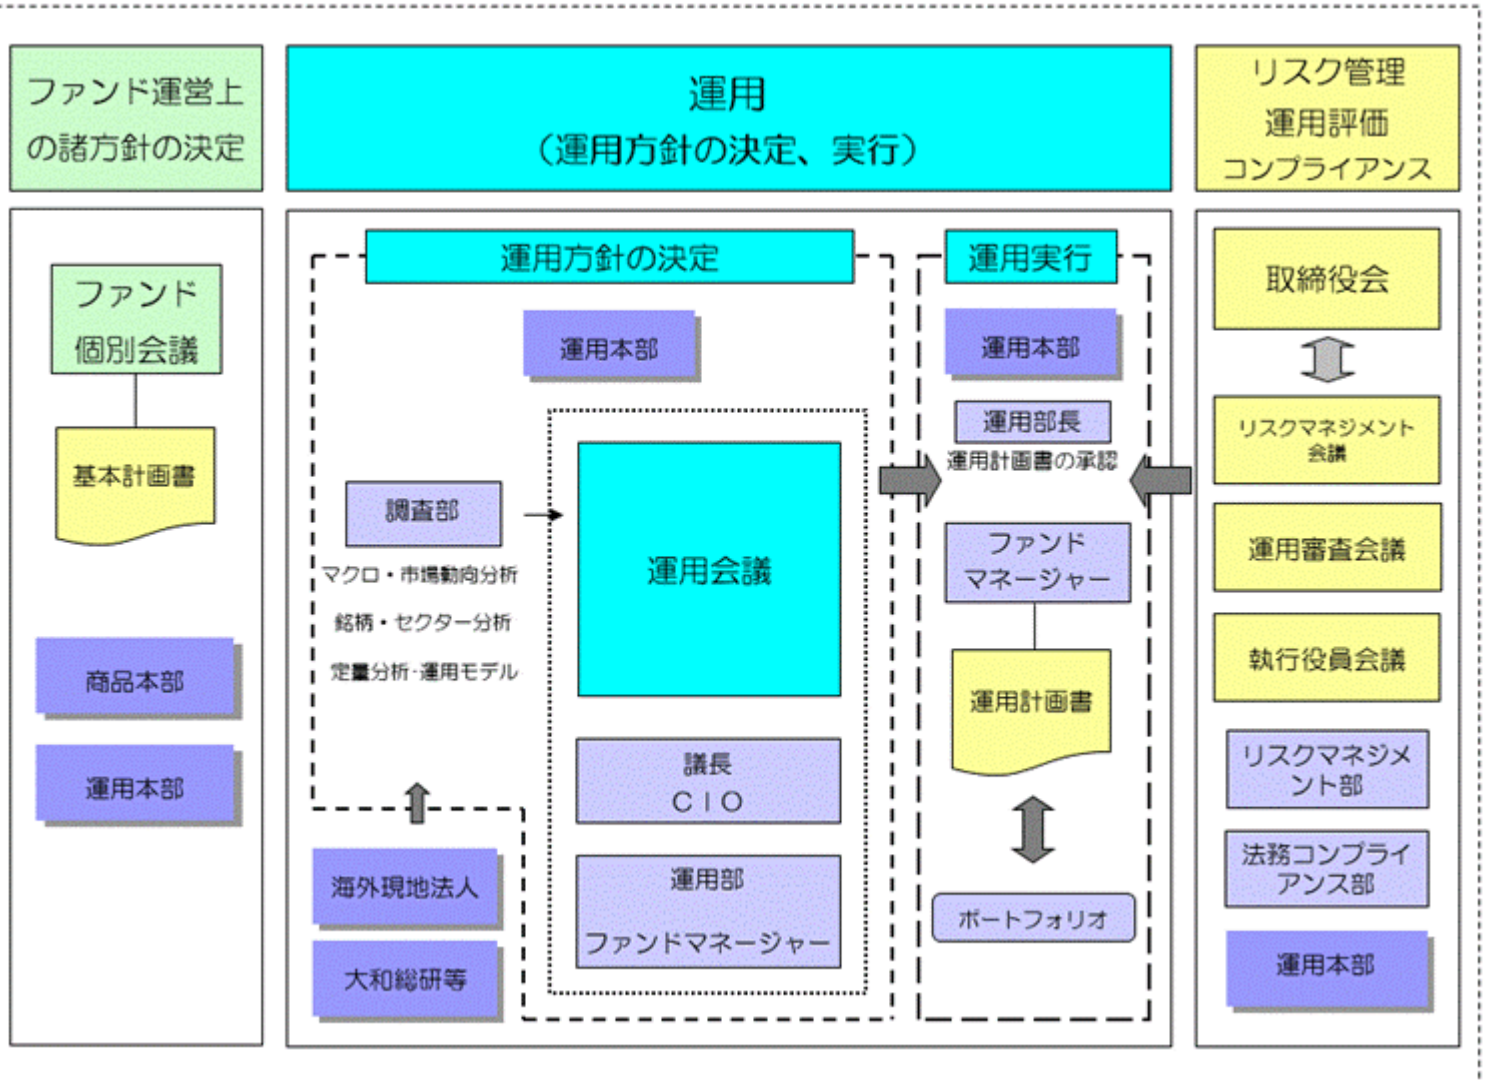 ファンド運営上
の諸方針の決定
ファンド
個別会議
基本計画書
商品本部
運用本部
運用
（運用方針の決定、実行）
運用方針の決定
運用本部
調査部
マクロ・市場動向分析
銘柄・セクター分析
定量分析・運用モデル
海外現地法人
大和総研等
運用会議
議長
ＣＩＯ
運用部
ファンドマネージャー
運用実行
運用本部
運用部長
運用計画書の承認
ファンド
マネージャー
運用計画書
ポートフォリオ
リスク管理
運用評価
コンプライアンス
取締役会
リスクマネジメント
会議
運用審査会議
執行役員会議
リスクマネジメ
ント部
法務コンプライ
アンス部
運用本部